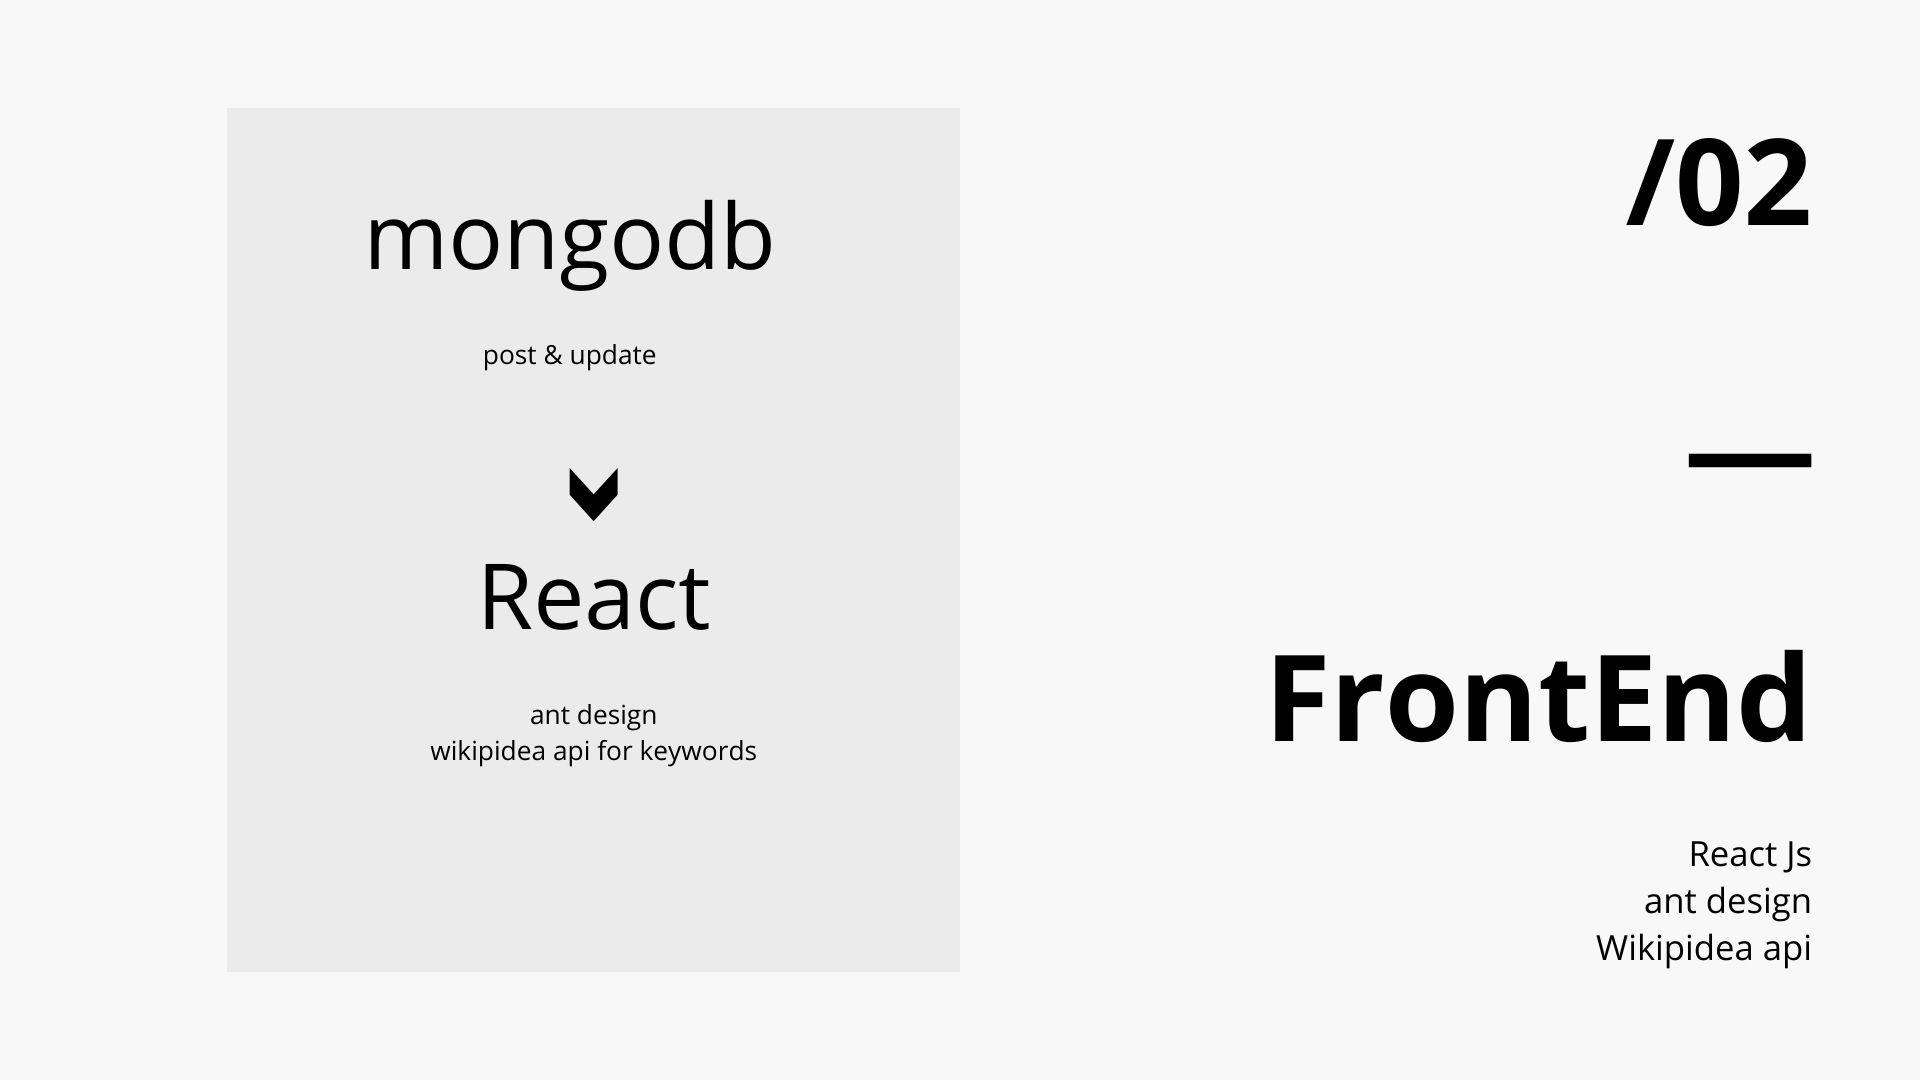 mongodb
post & update
React
ant design
wikipidea api for keywords
/02
FrontEnd
React Js
ant design
Wikipidea api